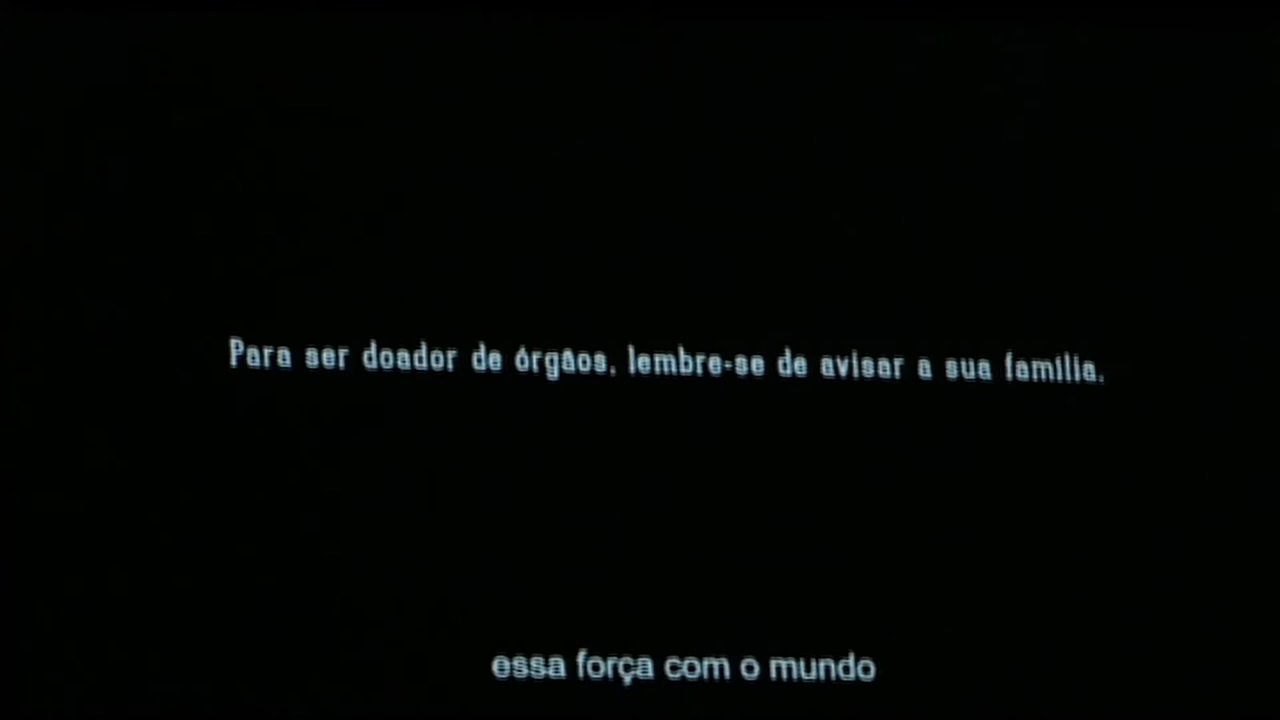 Para ser doador de órgãos, lembre-se de avisar a sua família.
essa força com o mundo